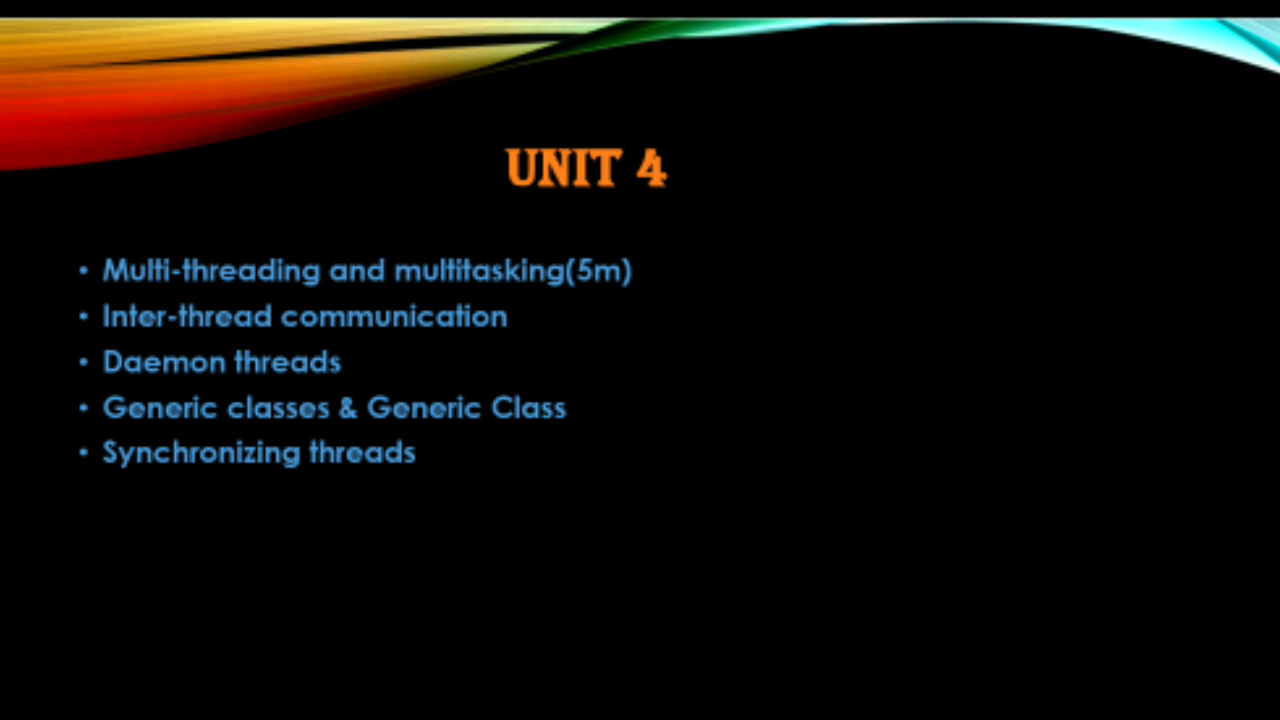 UNIT 4
• Multi-threading and multitasking(5m)
• Inter-thread communication
• Daemon threads
• Generic classes & Generic Class
• Synchronizing threads